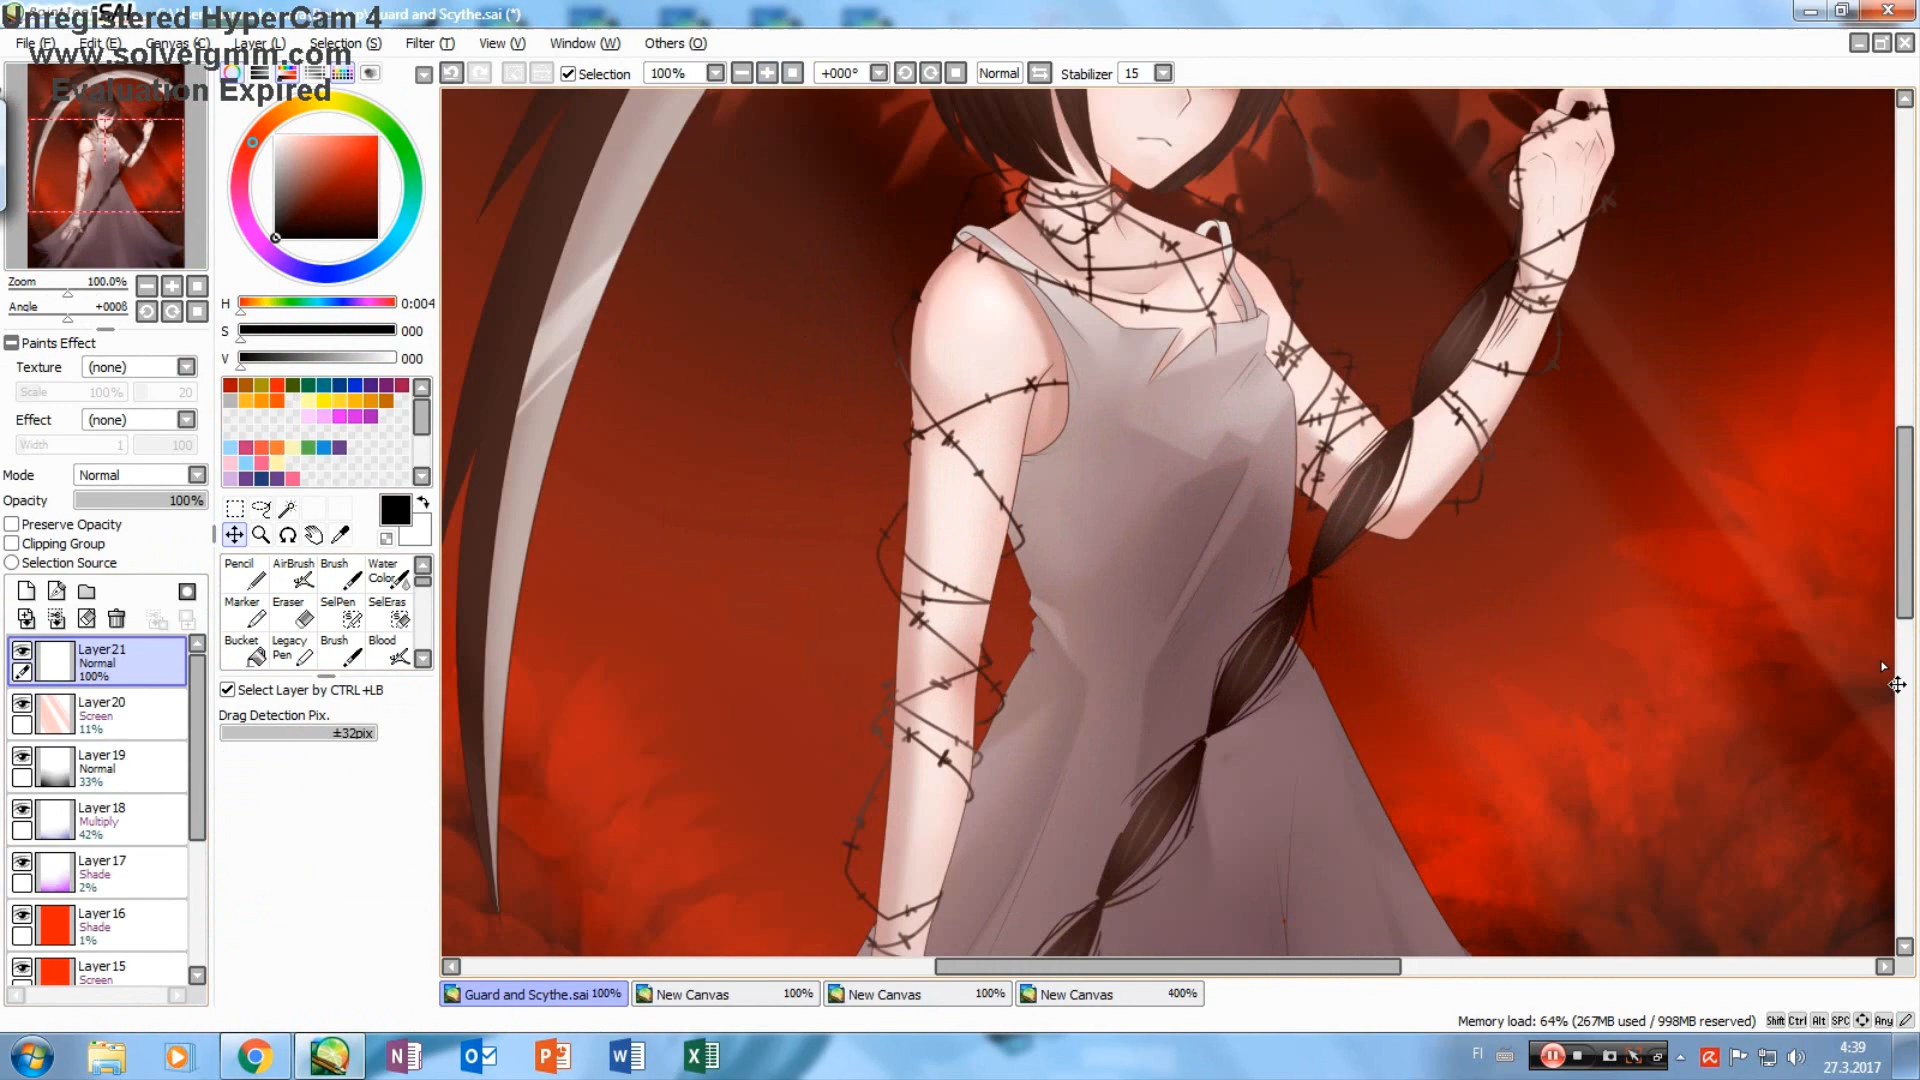 Unregistered HyperCam 4
Guard and Scythe.sai (*)
www.solveigmm.com
Evaluation Expired
File (F) Edit (E) Canvas (C) Layer (L) Selection (S) Filter (T) View (V) Window (W) Others (O)
Selection 100% +000° Normal Stabilizer 15
Zoom 100.0%
Angle +000ß
H 0:004
S 000
V 000
Paints Effect
Texture (none)
Scale 100% 20
Effect (none)
Width 1 100
Mode Normal
Opacity 100%
Preserve Opacity
Clipping Group
Selection Source
Pencil AirBrush Brush Water Color
Marker Eraser SelPen SelEras
Bucket Legacy Pen Brush Blood
Select Layer by CTRL+LB
Drag Detection Pix.
±32pix
Layer21
Normal
100%
Layer20
Screen
11%
Layer19
Normal
33%
Layer18
Multiply
42%
Layer17
Shade
2%
Layer16
Shade
1%
Layer15
Screen
Guard and Scythe.sai 100% New Canvas 100% New Canvas 100% New Canvas 400%
Memory load: 64% (267MB used / 998MB reserved) Shift Ctrl Alt SPC Any
FI 4:39
27.3.2017